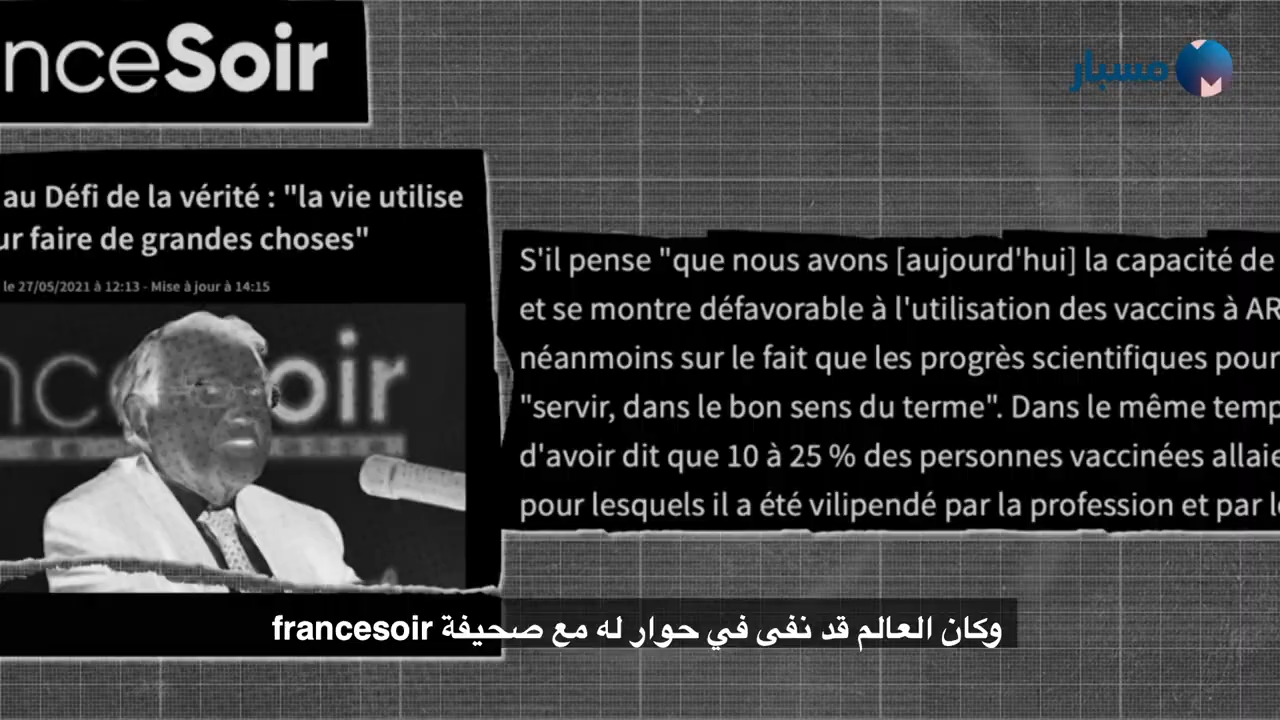 nceSoir
مسبار
au Défi de la vérité : "la vie utilise
ur faire de grandes choses"
le 27/05/2021 à 12:13 - Mise à jour à 14:15
S'il pense "que nous avons [aujourd'hui] la capacité de
et se montre défavorable à l'utilisation des vaccins à AR
néanmoins sur le fait que les progrès scientifiques pour
"servir, dans le bon sens du terme". Dans le même temp
d'avoir dit que 10 à 25 % des personnes vaccinées allaie
pour lesquels il a été vilipendé par la profession et par l
nc oir
وكان العالم قد نفى في حوار له مع صحيفة francesoir